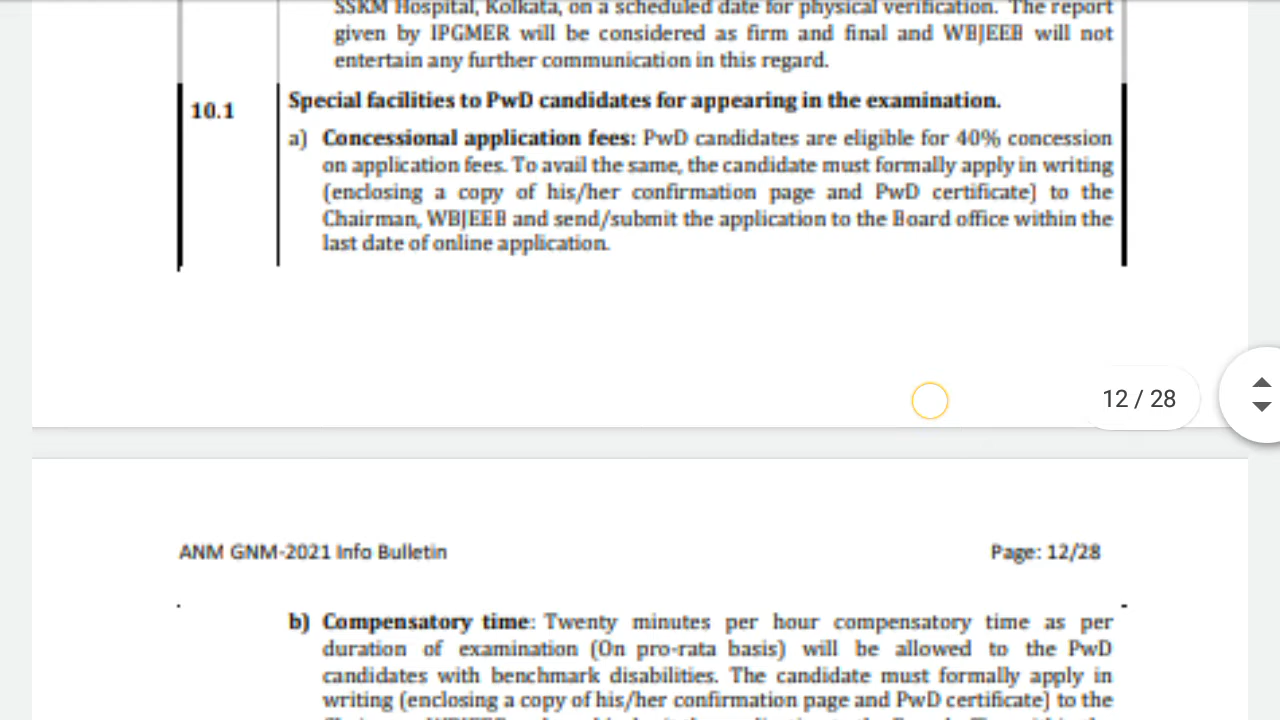 SSKM Hospital, Kolkata, on a scheduled date for physical verification. The report
given by IPGMER will be considered as firm and final and WBJEEB will not
entertain any further communication in this regard.
10.1
Special facilities to PwD candidates for appearing in the examination.
a) Concessional application fees: PwD candidates are eligible for 40% concession
on application fees. To avail the same, the candidate must formally apply in writing
(enclosing a copy of his/her confirmation page and PwD certificate) to the
Chairman, WBJEEB and send/submit the application to the Board office within the
last date of online application.
12 / 28
ANM GNM-2021 Info Bulletin
Page: 12/28
b) Compensatory time: Twenty minutes per hour compensatory time as per
duration of examination (On pro-rata basis) will be allowed to the PwD
candidates with benchmark disabilities. The candidate must formally apply in
writing (enclosing a copy of his/her confirmation page and PwD certificate) to the